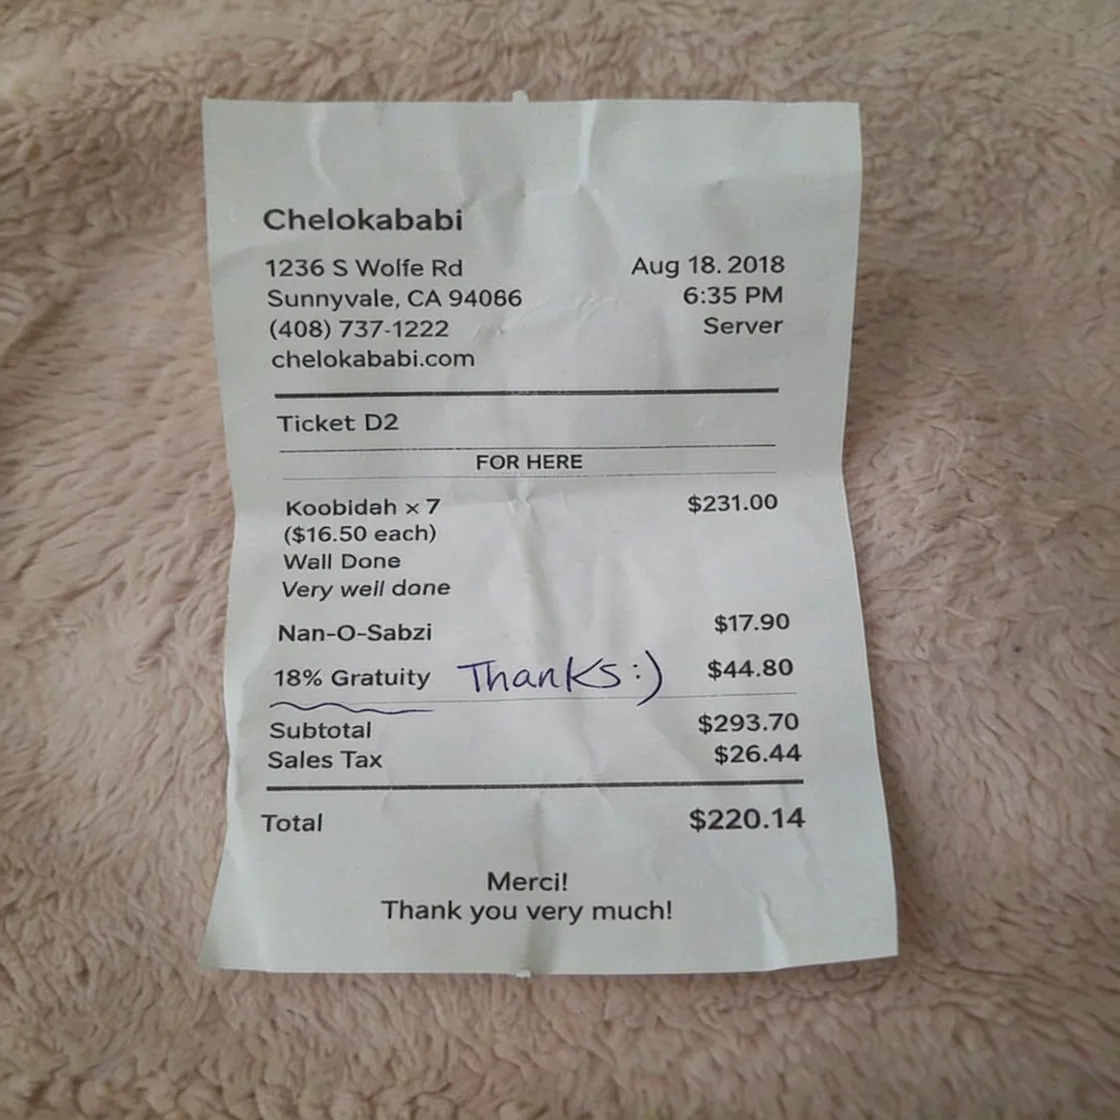 Chelokababi
1236 S Wolfe Rd
Sunnyvale, CA 94086
(408) 737-1222
chelokababi.com
Aug 18. 2018
6:35 PM
Server
Ticket D2
FOR HERE
Koobidah × 7 $231.00
($16.50 each)
Wall Done
Very well done
Nan-O-Sabzi $17.90
18% Gratuity Thanks :) $44.80
Subtotal $293.70
Sales Tax $26.44
Total $220.14
Merci!
Thank you very much!